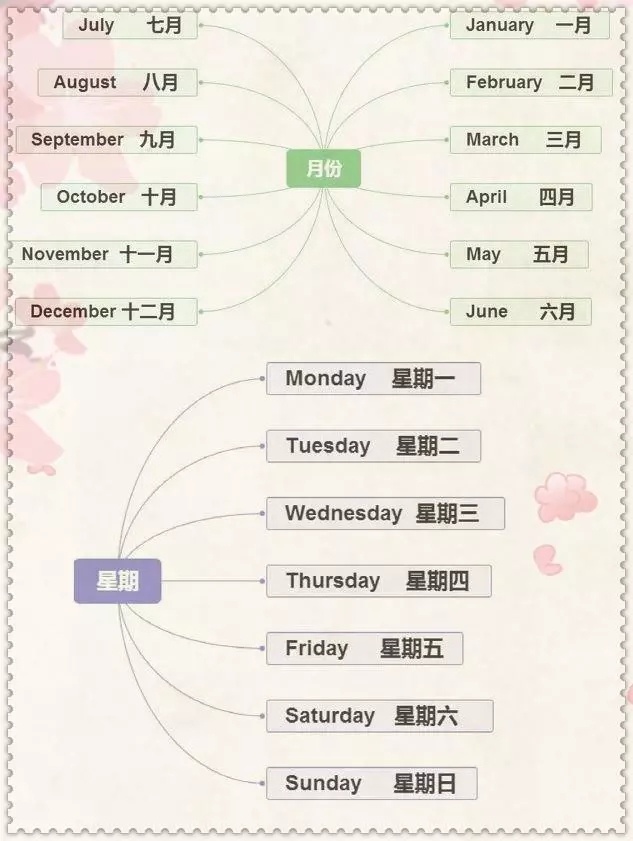 July 七月
August 八月
September 九月
October 十月
November 十一月
December 十二月
月份
January 一月
February 二月
March 三月
April 四月
May 五月
June 六月
星期
Monday 星期一
Tuesday 星期二
Wednesday 星期三
Thursday 星期四
Friday 星期五
Saturday 星期六
Sunday 星期日